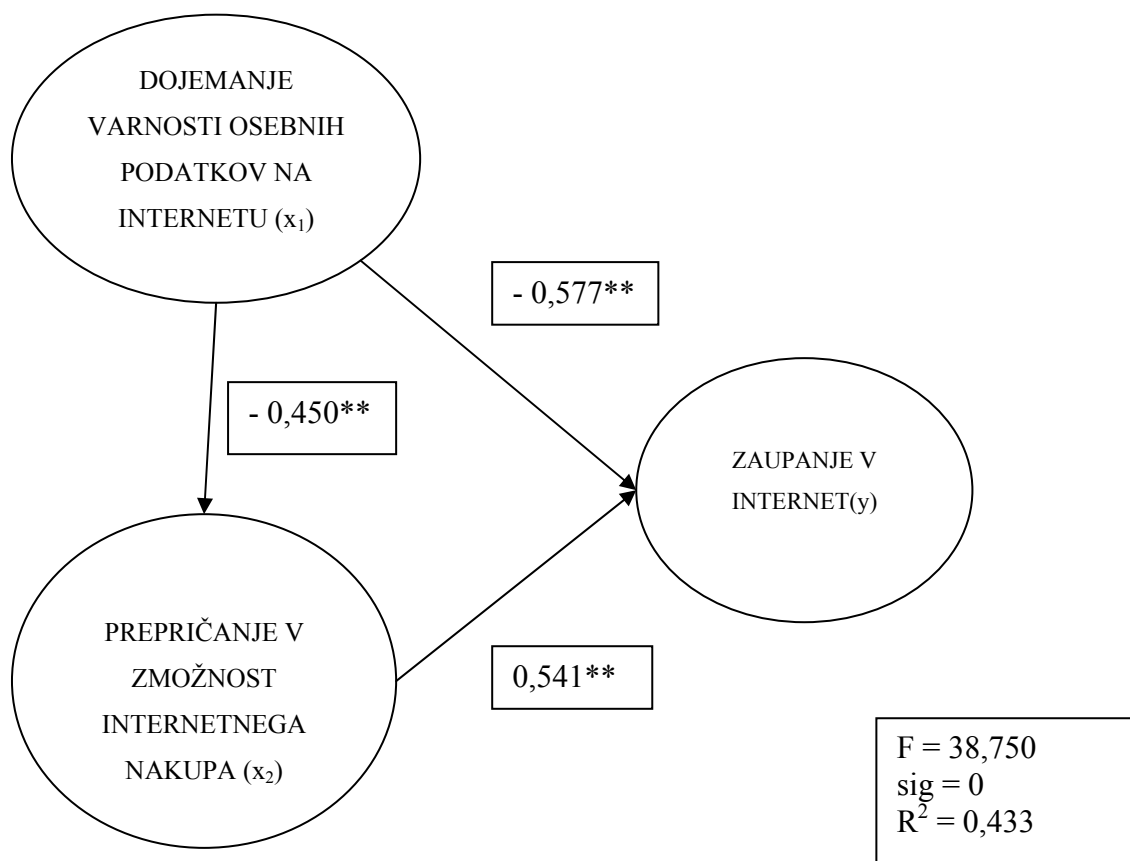 DOJEMANJE
VARNOSTI OSEBNIH
PODATKOV NA
INTERNETU (x₁)
- 0,577**
- 0,450**
ZAUPANJE V
INTERNET(y)
PREPRIČANJE V
ZMOŽNOST
INTERNETNEGA
NAKUPA (x₂)
0,541**
F = 38,750
sig = 0
R² = 0,433